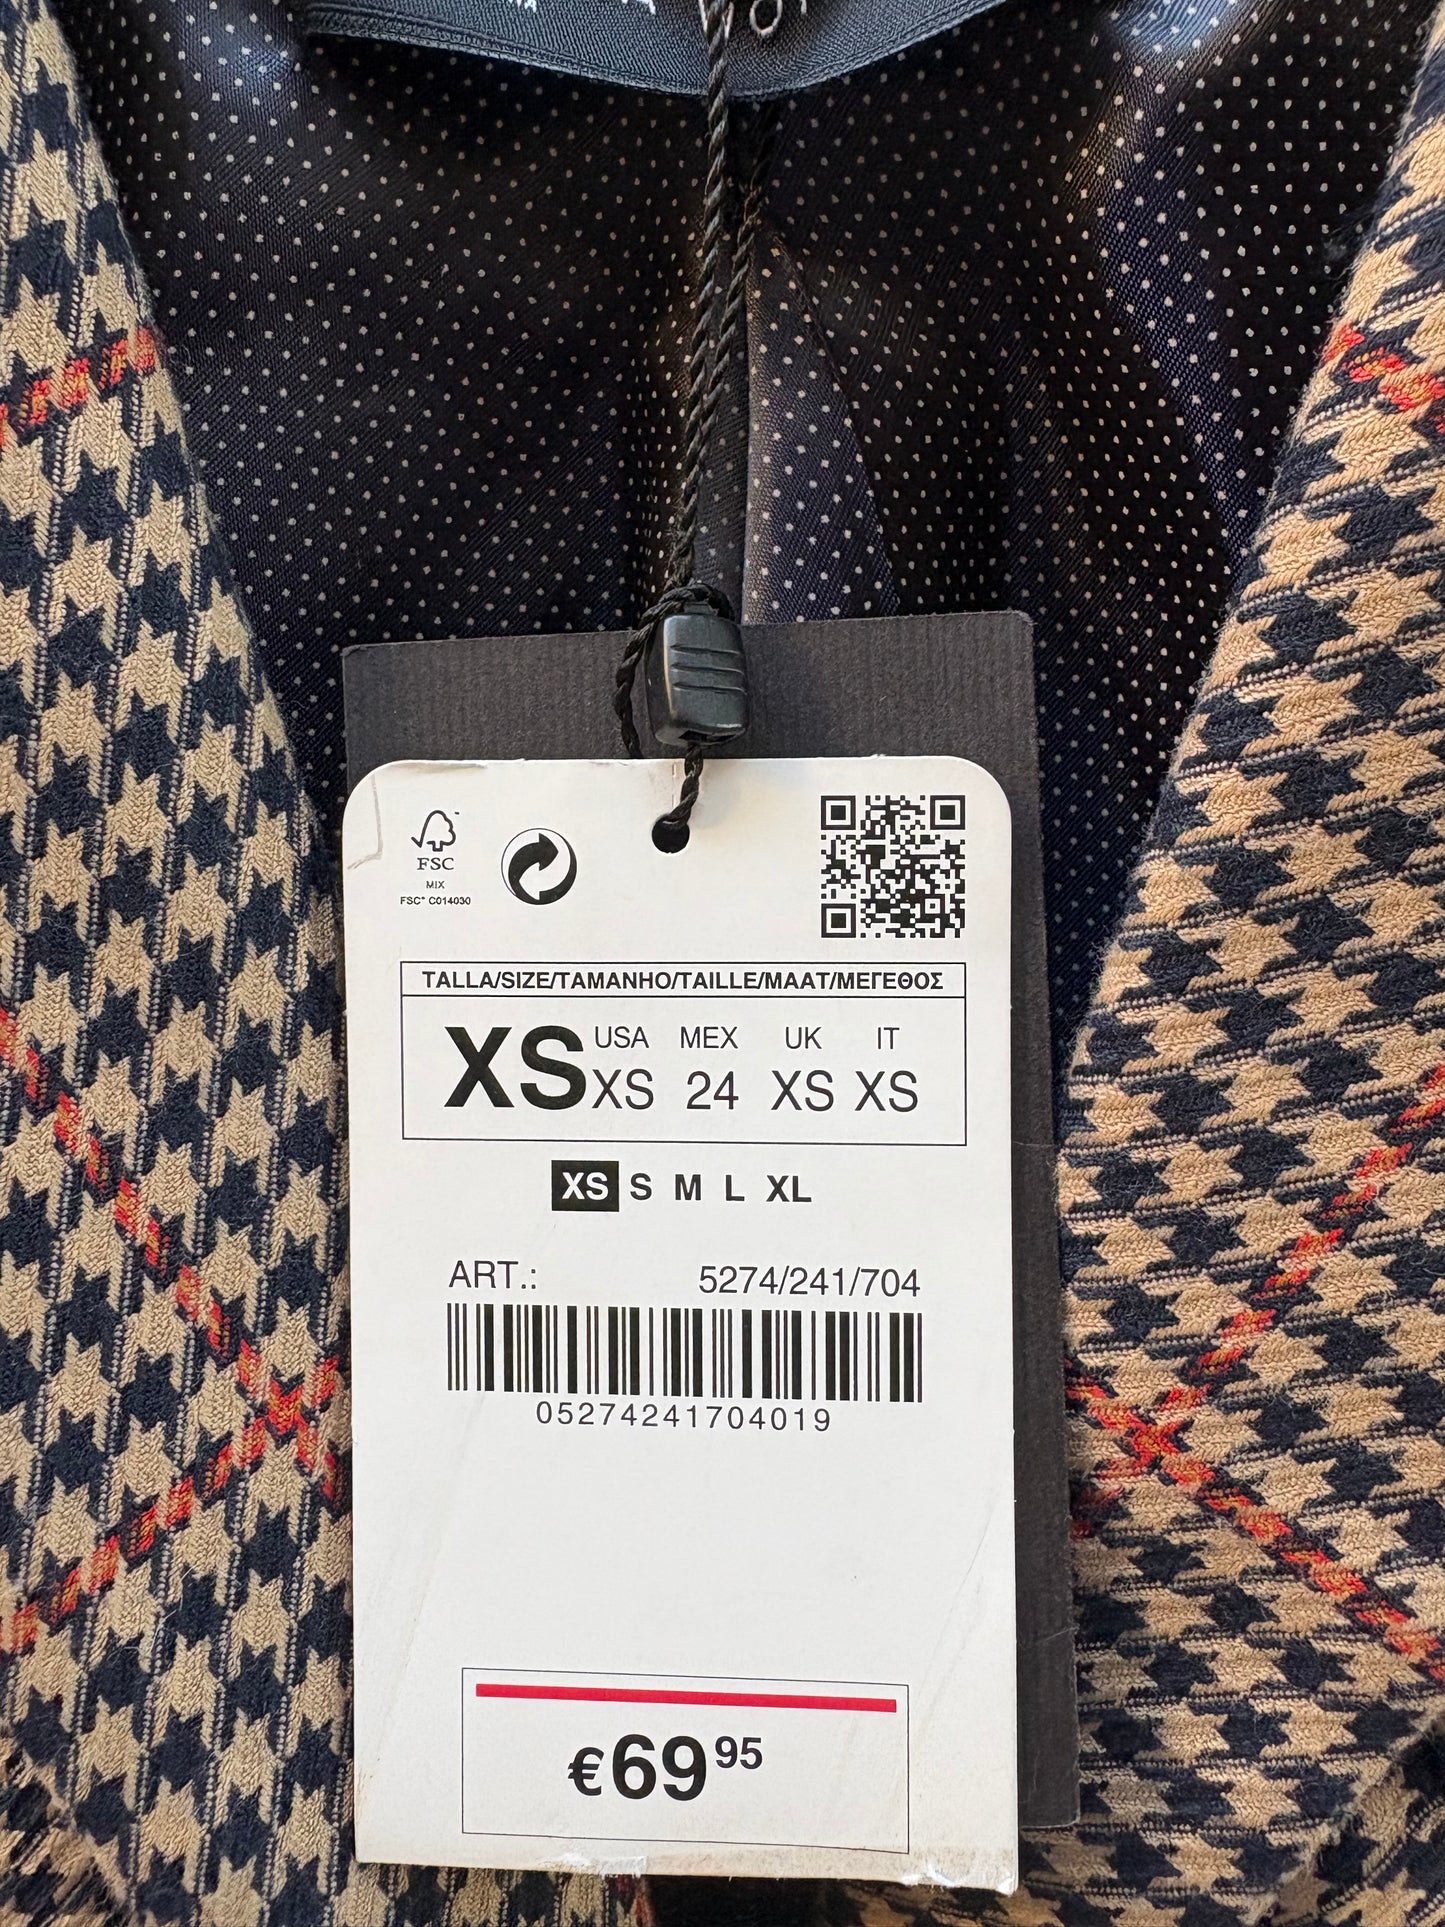 FSC
MIX
FSC® C014030
TALLA/SIZE/TAMANHO/TAILLE/MAAT/ΜΕΓΕΘΟΣ
XS USA MEX UK IT
XS 24 XS XS
XS S M L XL
ART.: 5274/241/704
05274241704019
€69 95